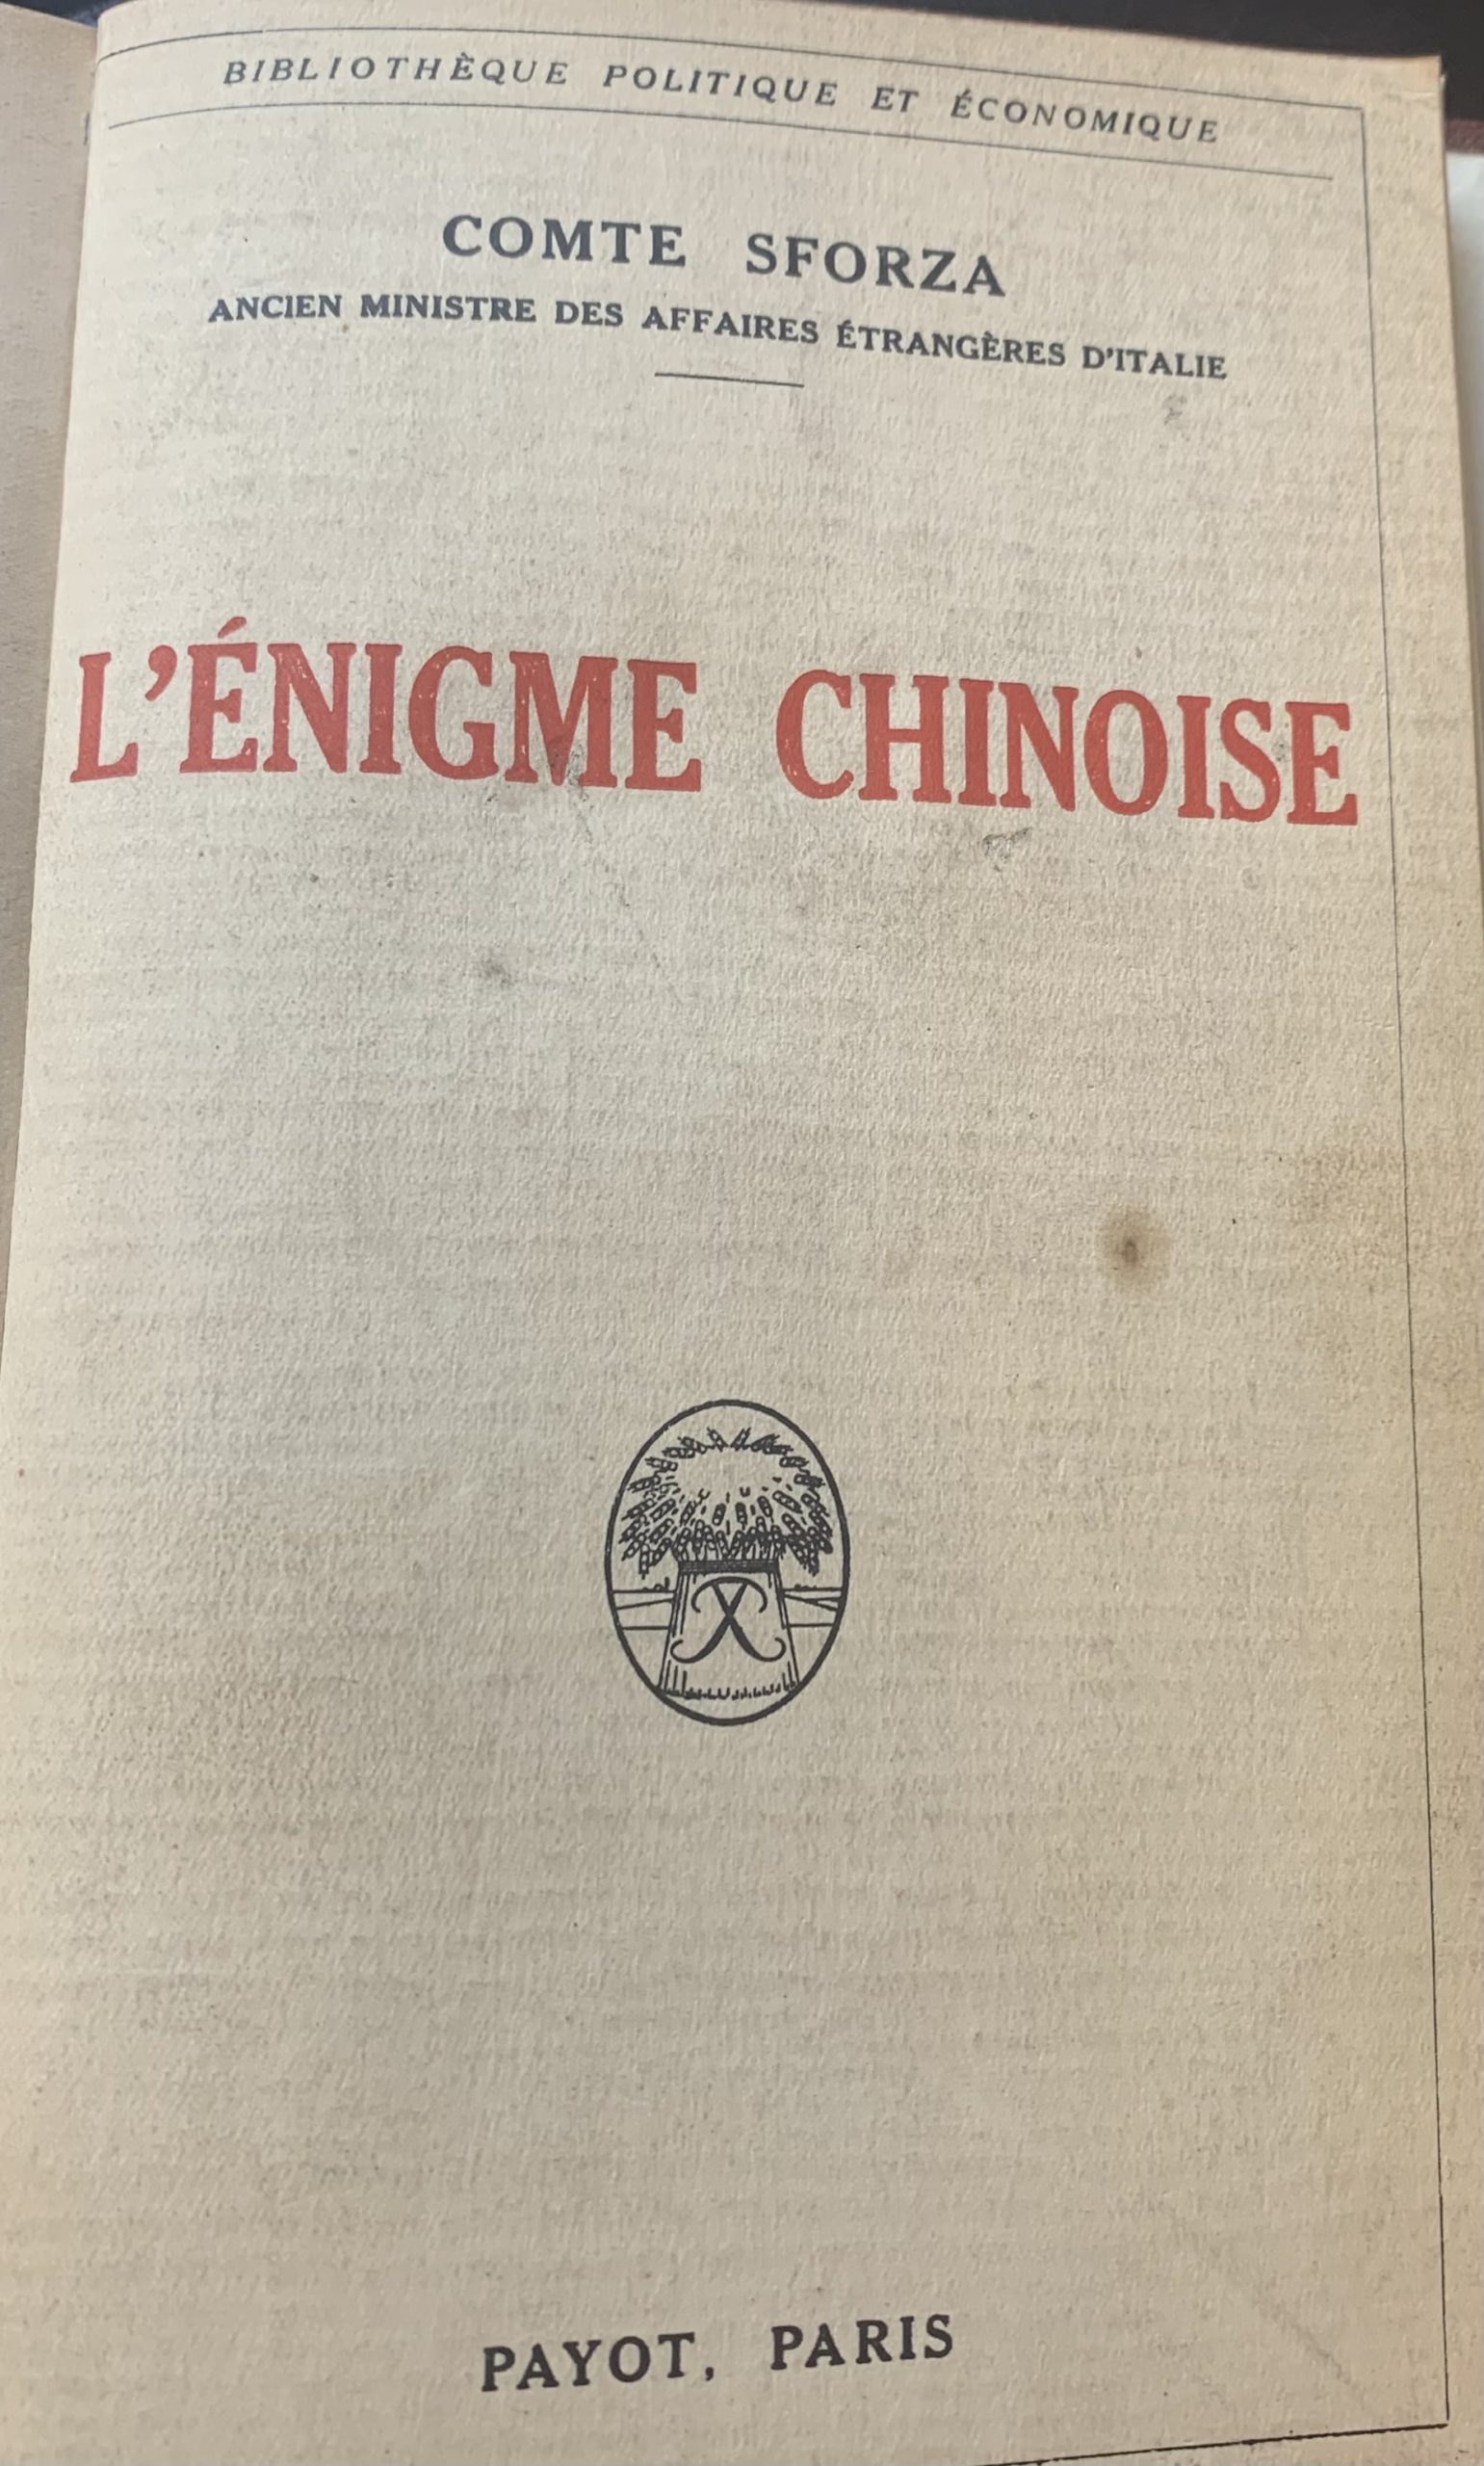 BIBLIOTHÈQUE POLITIQUE ET ÉCONOMIQUE
COMTE SFORZA
ANCIEN MINISTRE DES AFFAIRES ÉTRANGÈRES D'ITALIE
L'ÉNIGME CHINOISE
X
PAYOT, PARIS